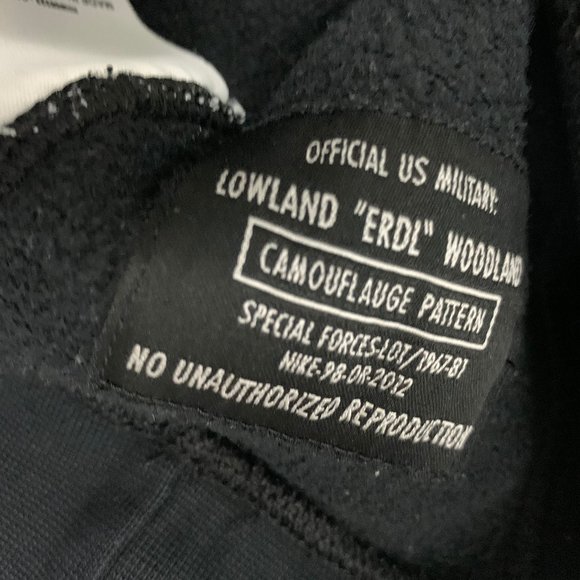 OFFICIAL US MILITARY:
LOWLAND "ERDL" WOODLAND
CAMOUFLAUGE PATTERN
SPECIAL FORCES-LOT/1967-81
NIKE-98-OR-2012
NO UNAUTHORIZED REPRODUCTION